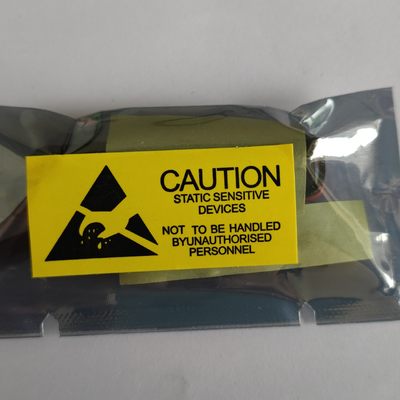 CAUTION
STATIC SENSITIVE
DEVICES
NOT TO BE HANDLED
BYUNAUTHORISED
PERSONNEL